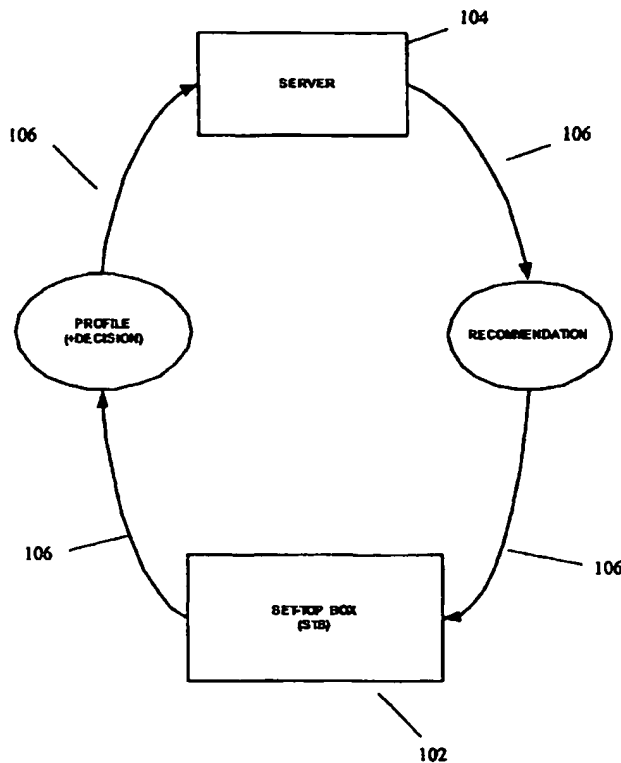 104
SERVER
106
106
PROFILE
(+DECISION)
RECOMMENDATION
106
106
SET-TOP BOX
(STB)
102